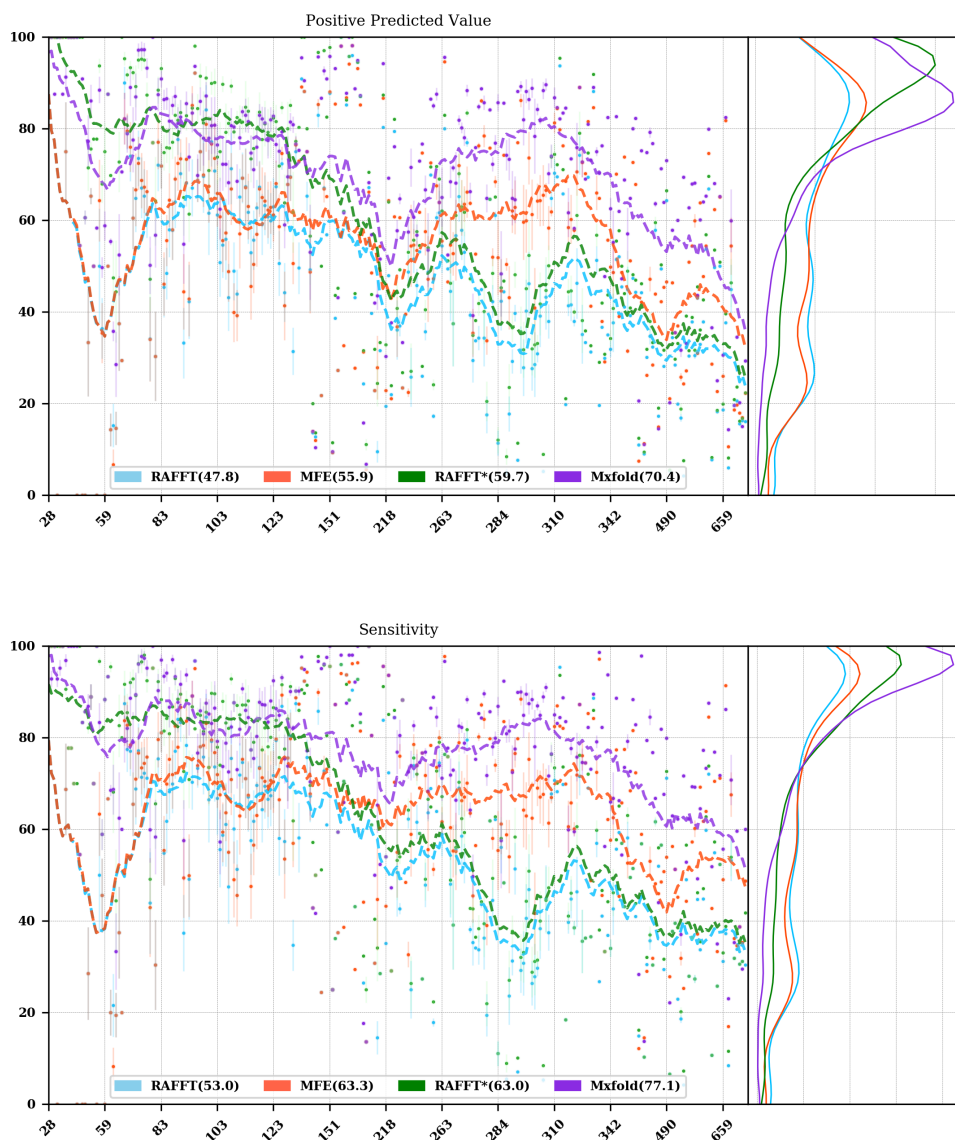 Positive Predicted Value
100
80
60
40
20
0
RAFFT(47.8) MFE(55.9) RAFFT*(59.7) Mxfold(70.4)
28 59 83 103 123 151 218 263 284 310 342 490 659
Sensitivity
100
80
60
40
20
0
RAFFT(53.0) MFE(63.3) RAFFT*(63.0) Mxfold(77.1)
28 59 83 103 123 151 218 263 284 310 342 490 659